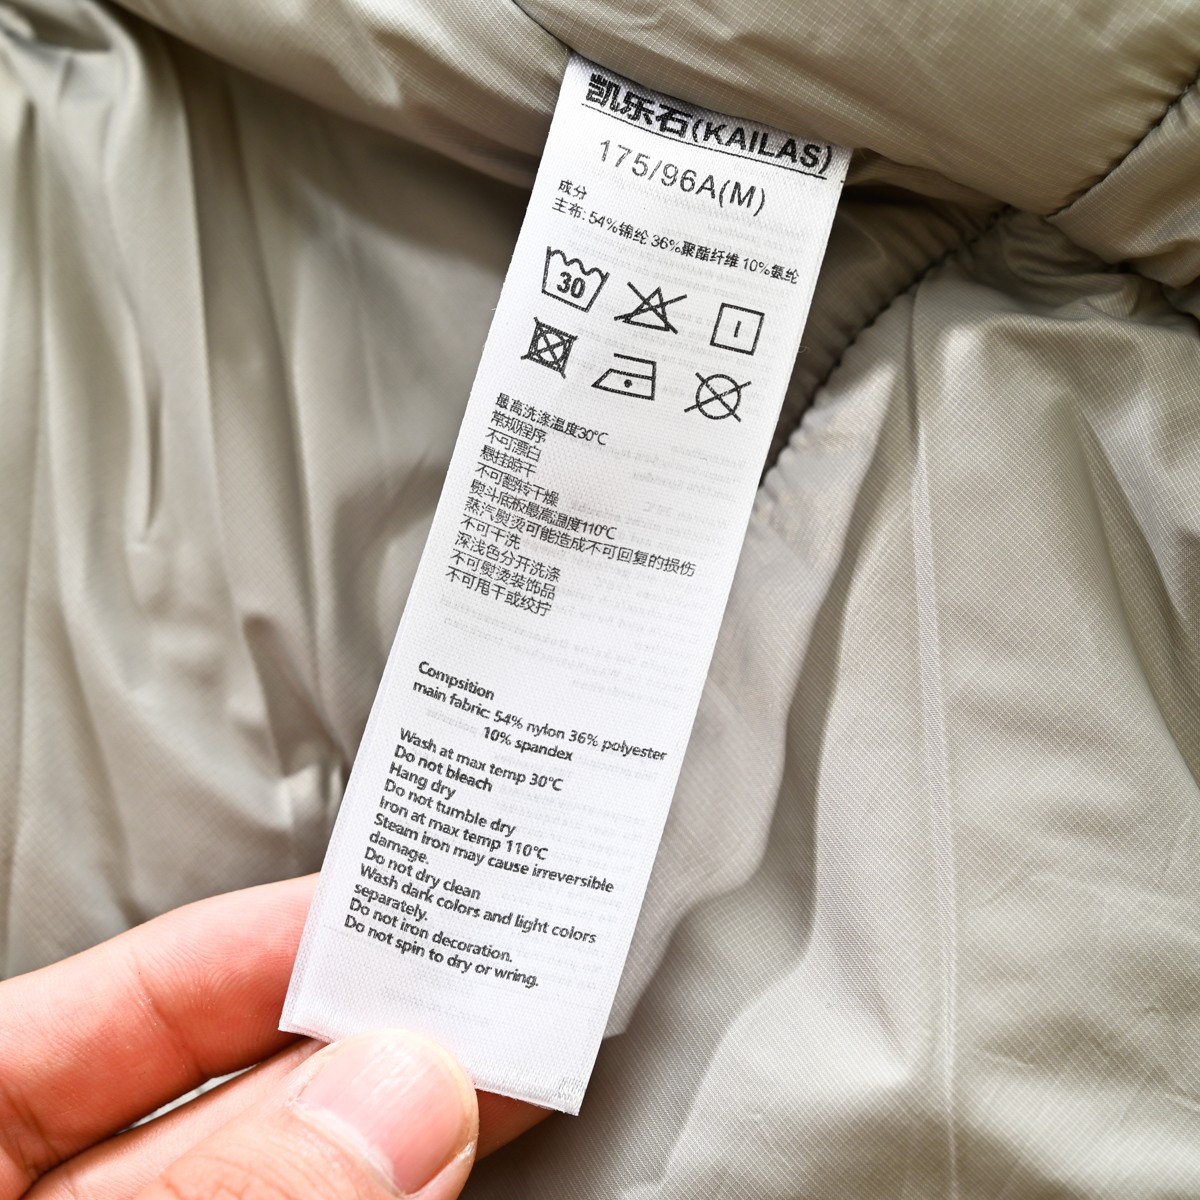 凯乐石(KAILAS)
175/96A(M)
成分
主布: 54%锦纶 36%聚酯纤维 10%氨纶
30
最高洗涤温度30℃
常规程序
不可漂白
悬挂晾干
不可翻转干燥
熨斗底板最高温度110℃
蒸汽熨烫可能造成不可回复的损伤
不可干洗
深浅色分开洗涤
不可熨烫装饰品
不可甩干或绞拧
Compsition
main fabric: 54% nylon 36% polyester
10% spandex
Wash at max temp 30℃
Do not bleach
Hang dry
Do not tumble dry
Iron at max temp 110℃
Steam iron may cause irreversible
damage.
Do not dry clean
Wash dark colors and light colors
separately.
Do not iron decoration.
Do not spin to dry or wring.